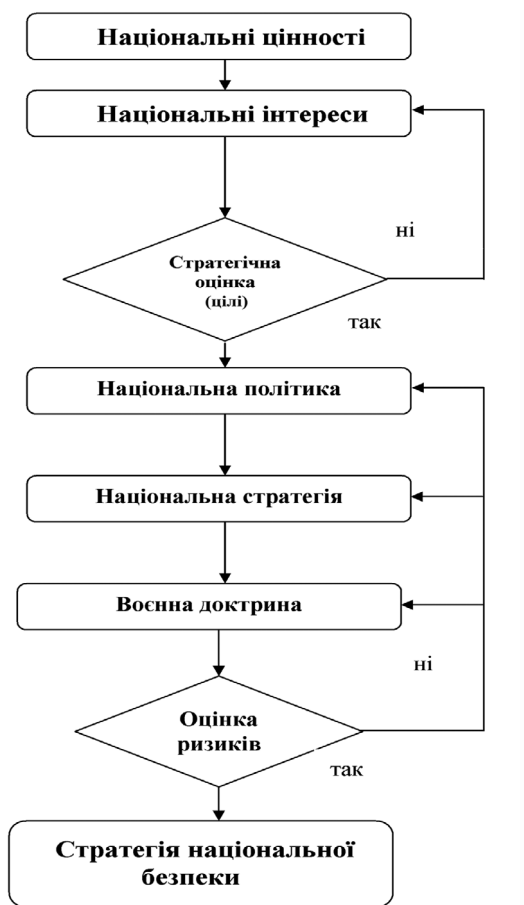 Національні цінності
Національні інтереси
ні
Стратегічна
оцінка
(цілі)
так
Національна політика
Національна стратегія
Воєнна доктрина
ні
Оцінка
ризиків
так
Стратегія національної
безпеки